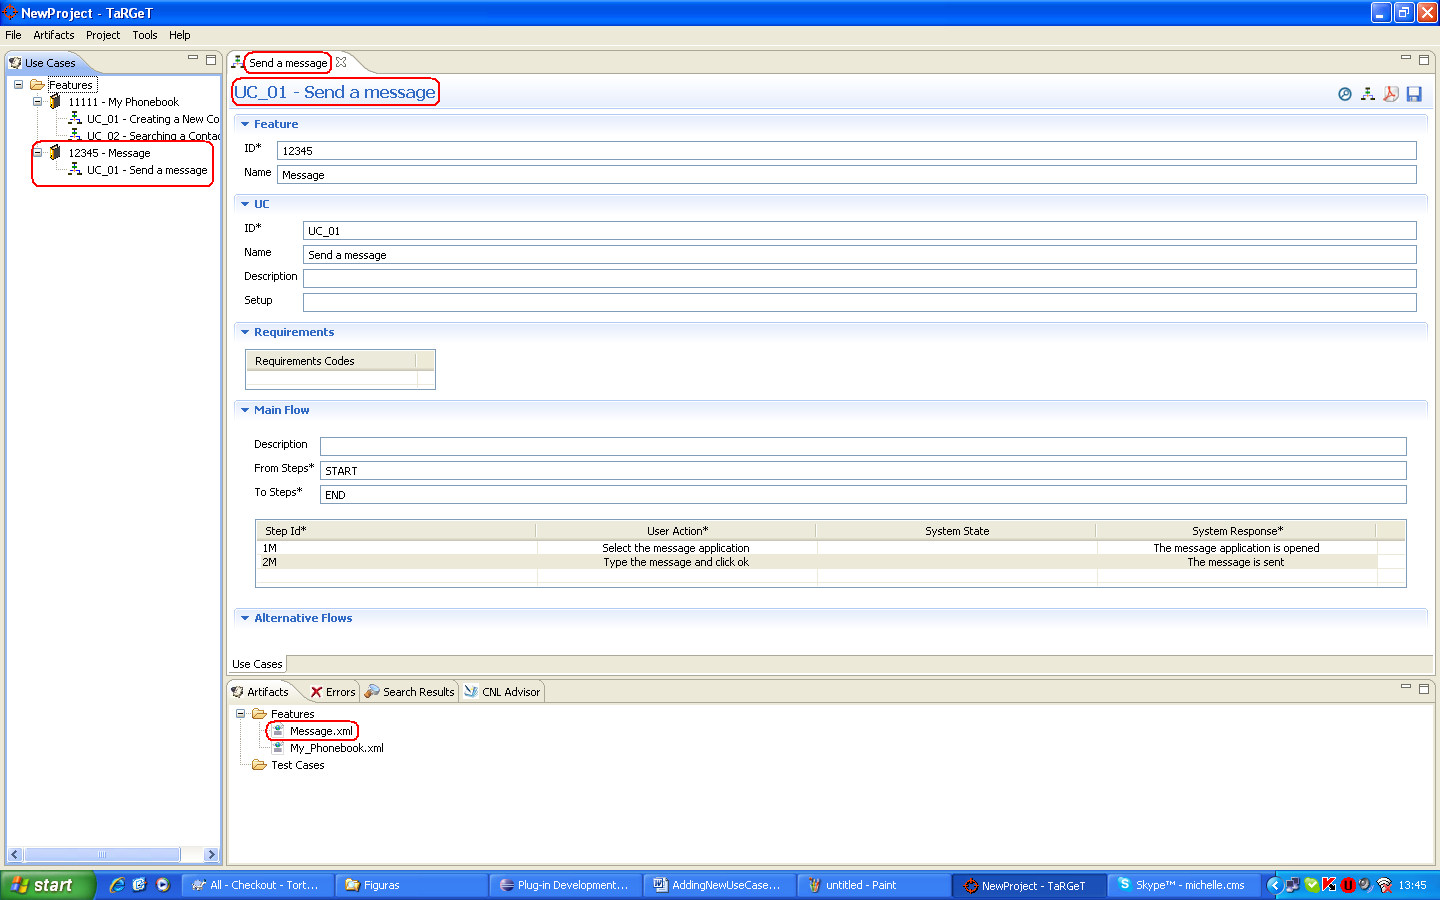 NewProject - TaRGeT
File Artifacts Project Tools Help
Use Cases
Features
11111 - My Phonebook
UC_01 - Creating a New Co
UC_02 - Searching a Contac
12345 - Message
UC_01 - Send a message
Send a message
UC_01 - Send a message
Feature
ID* 12345
Name Message
UC
ID* UC_01
Name Send a message
Description
Setup
Requirements
Requirements Codes
Main Flow
Description
From Steps* START
To Steps* END
Step Id* User Action* System State System Response*
1M Select the message application The message application is opened
2M Type the message and click ok The message is sent
Alternative Flows
Use Cases
Artifacts Errors Search Results CNL Advisor
Features
Message.xml
My_Phonebook.xml
Test Cases
start All - Checkout - Tort... Figuras Plug-in Development... AddingNewUseCase... untitled - Paint NewProject - TaRGeT Skype™ - michelle.cms 13:45